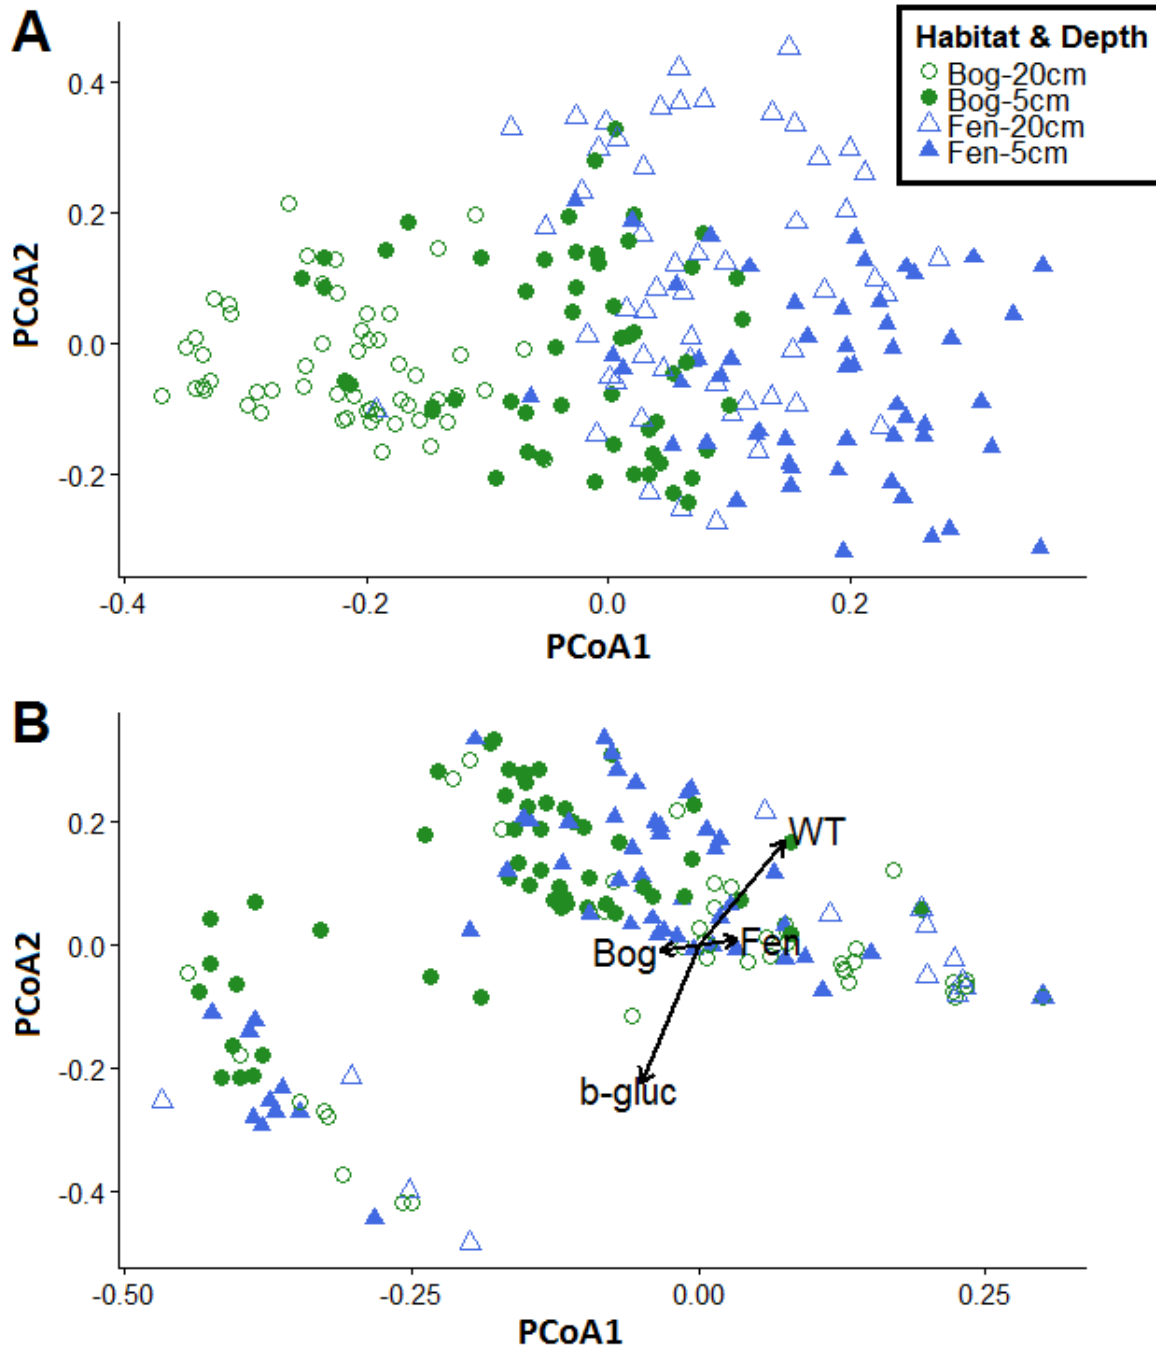 A
Habitat & Depth
Bog-20cm
Bog-5cm
Fen-20cm
Fen-5cm
0.4
0.2
0.0
-0.2
PCoA2
-0.4
-0.2
0.0
0.2
PCoA1
B
0.2
0.0
-0.2
-0.4
PCoA2
WT
Bog
Fen
b-gluc
-0.50
-0.25
0.00
0.25
PCoA1